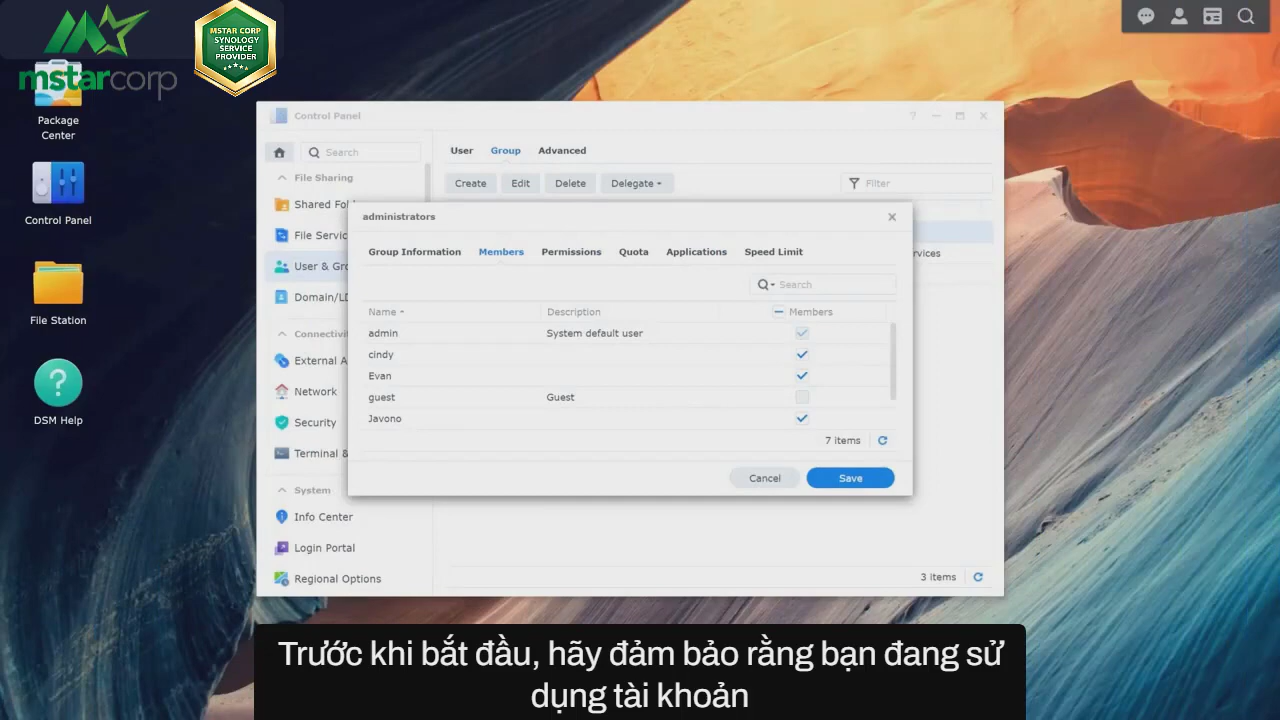 mstarcorp
MSTAR CORP
SYNOLOGY
SERVICE
PROVIDER
Package
Center
Control Panel
File Station
DSM Help
Control Panel
Search
File Sharing
Shared Fol
File Servic
User & Gro
Domain/LD
Connectivit
External A
Network
Security
Terminal &
System
Info Center
Login Portal
Regional Options
User Group Advanced
Create Edit Delete Delegate
Filter
rvices
3 items
administrators
Group Information Members Permissions Quota Applications Speed Limit
Search
Name Description Members
admin System default user
cindy
Evan
guest Guest
Javono
7 items
Cancel Save
Trước khi bắt đầu, hãy đảm bảo rằng bạn đang sử
dụng tài khoản